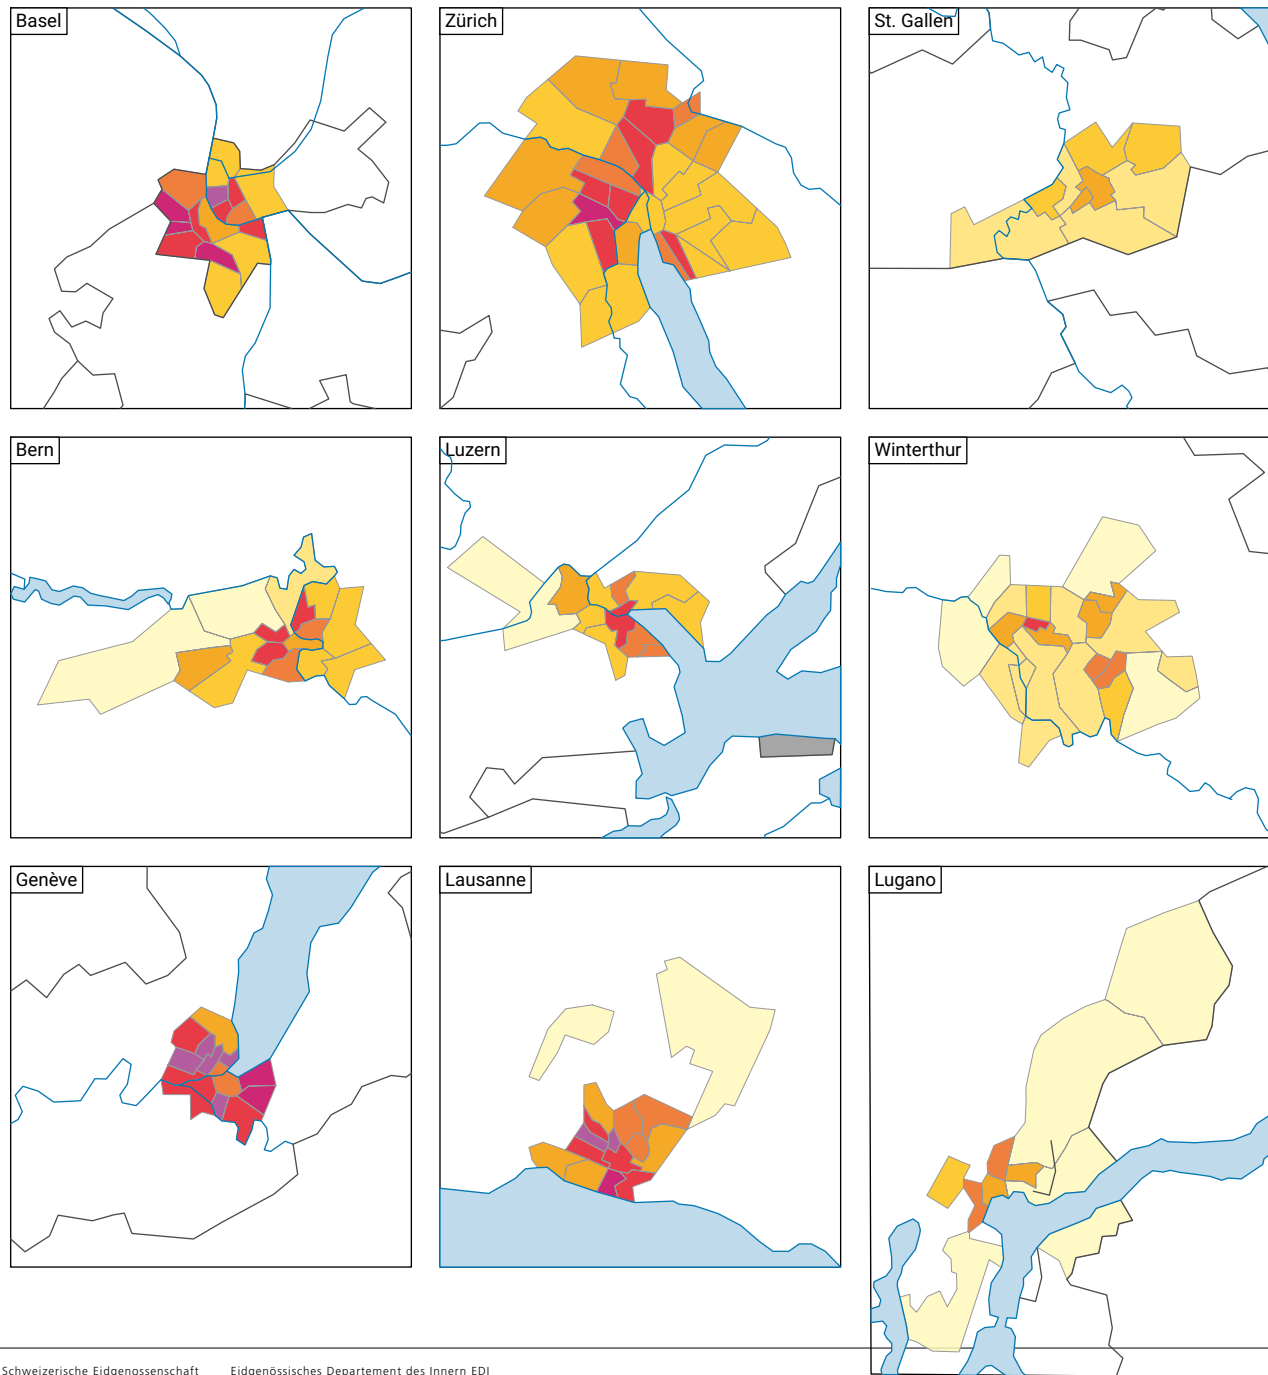 Basel
Zürich
St. Gallen
Bern
Luzern
Winterthur
Genève
Lausanne
Lugano
Schweizerische Eidgenossenschaft Eidgenössisches Departement des Innern EDI